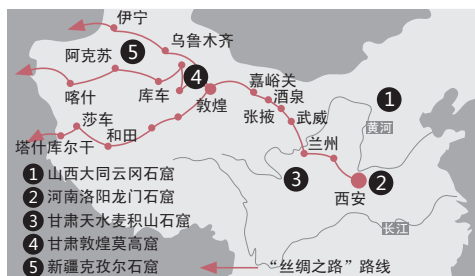 伊宁
乌鲁木齐
阿克苏
5
4
喀什
库车
敦煌
嘉峪关
酒泉
张掖
武威
1
黄河
莎车
和田
塔什库尔干
兰州
3
2
西安
长江
1 山西大同云冈石窟
2 河南洛阳龙门石窟
3 甘肃天水麦积山石窟
4 甘肃敦煌莫高窟
5 新疆克孜尔石窟
“丝绸之路”路线